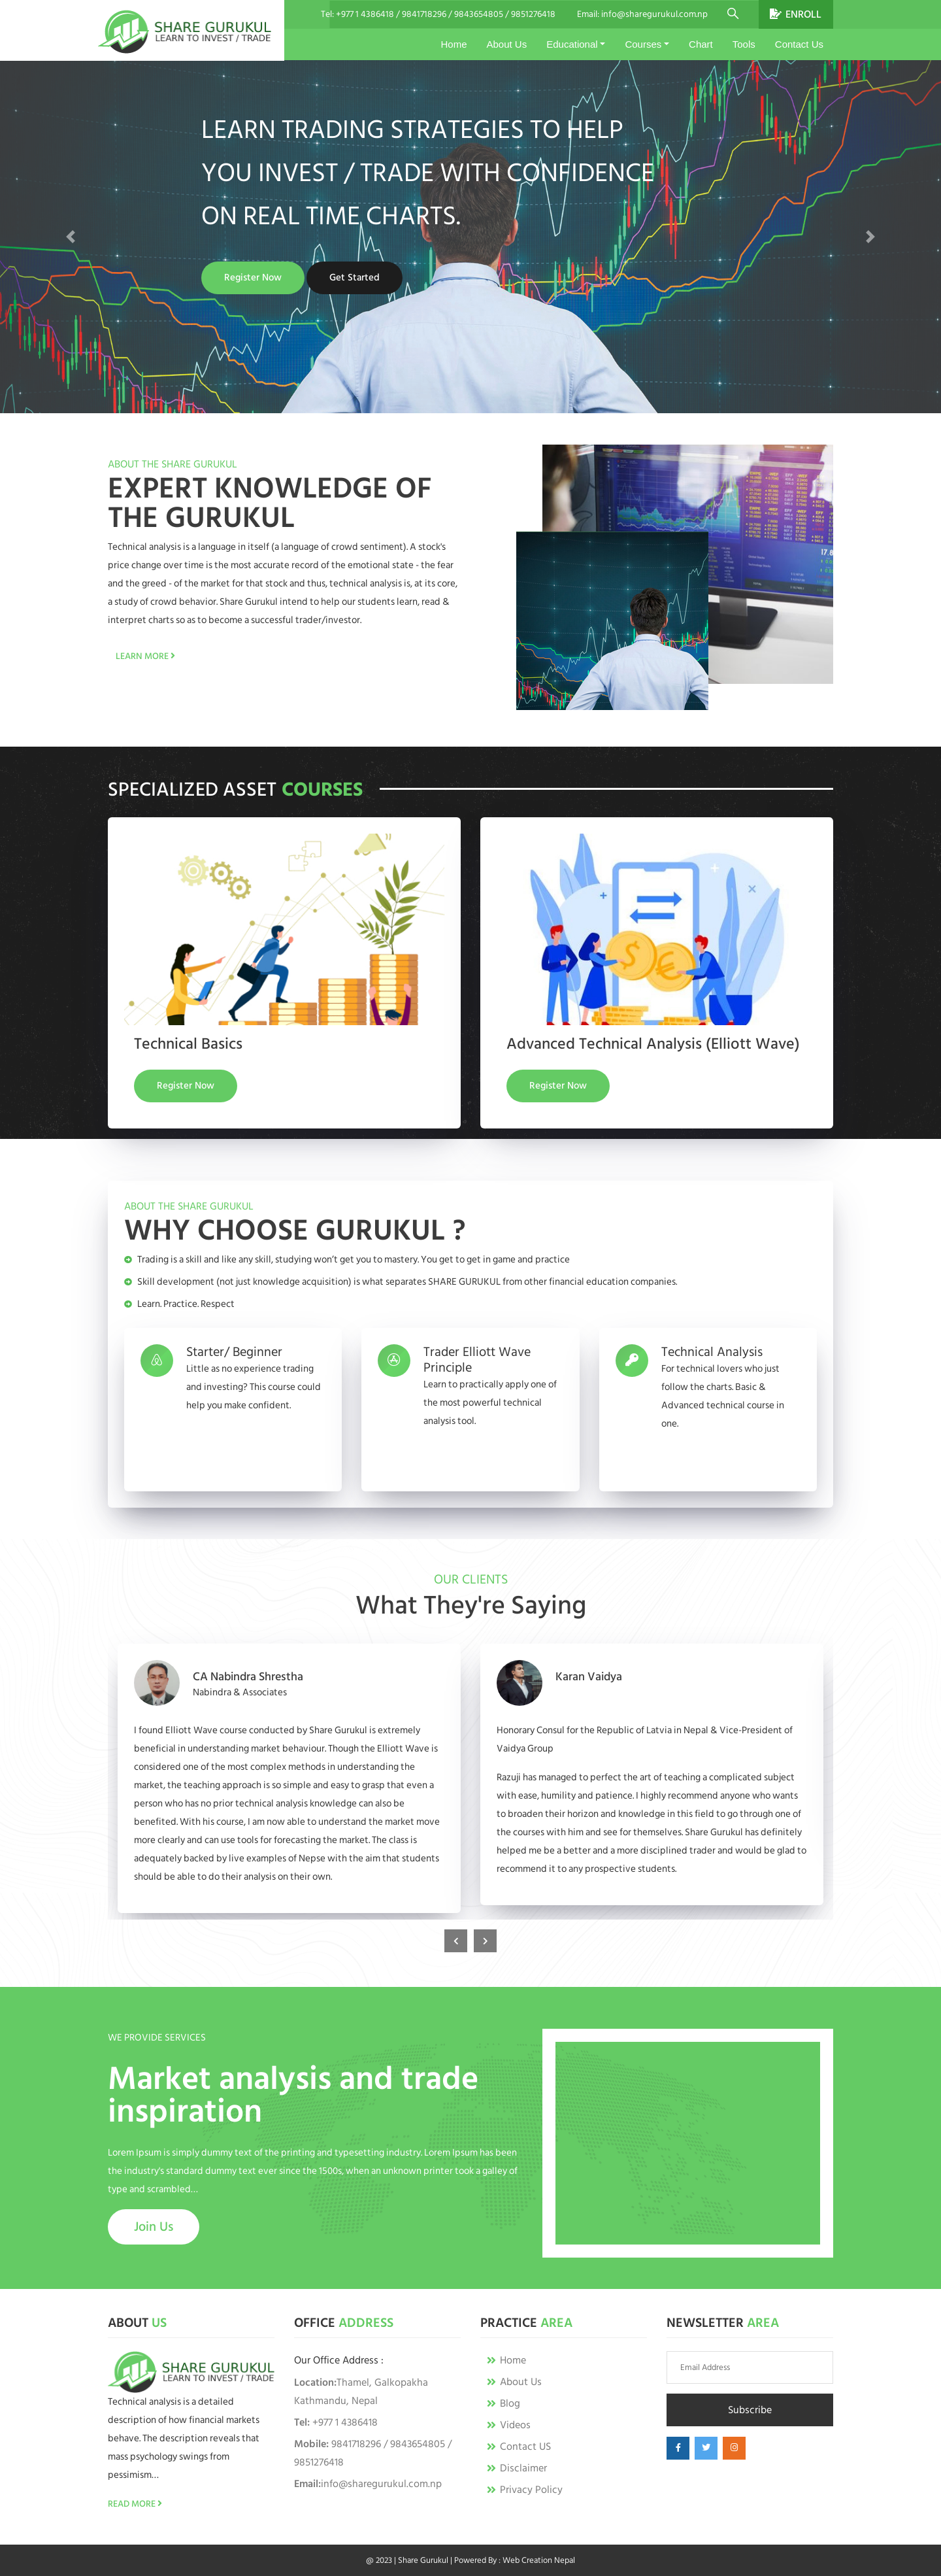 SHARE GURUKUL
LEARN TO INVEST / TRADE
Tel: +977 1 4386418 / 9841718296 / 9843654805 / 9851276418
Email: info@sharegurukul.com.np
ENROLL
Home
About Us
Educational
Courses
Chart
Tools
Contact Us
LEARN TRADING STRATEGIES TO HELP
YOU INVEST / TRADE WITH CONFIDENCE
ON REAL TIME CHARTS.
Register Now
Get Started
ABOUT THE SHARE GURUKUL
EXPERT KNOWLEDGE OF
THE GURUKUL
Technical analysis is a language in itself (a language of crowd sentiment). A stock's
price change over time is the most accurate record of the emotional state - the fear
and the greed - of the market for that stock and thus, technical analysis is, at its core,
a study of crowd behavior. Share Gurukul intend to help our students learn, read &
interpret charts so as to become a successful trader/investor.
LEARN MORE
SPECIALIZED ASSET COURSES
Technical Basics
Register Now
Advanced Technical Analysis (Elliott Wave)
Register Now
ABOUT THE SHARE GURUKUL
WHY CHOOSE GURUKUL ?
Trading is a skill and like any skill, studying won't get you to mastery. You get to get in game and practice
Skill development (not just knowledge acquisition) is what separates SHARE GURUKUL from other financial education companies.
Learn. Practice. Respect
Starter/ Beginner
Little as no experience trading
and investing? This course could
help you make confident.
Trader Elliott Wave
Principle
Learn to practically apply one of
the most powerful technical
analysis tool.
Technical Analysis
For technical lovers who just
follow the charts. Basic &
Advanced technical course in
one.
OUR CLIENTS
What They're Saying
CA Nabindra Shrestha
Nabindra & Associates
I found Elliott Wave course conducted by Share Gurukul is extremely
beneficial in understanding market behaviour. Though the Elliott Wave is
considered one of the most complex methods in understanding the
market, the teaching approach is so simple and easy to grasp that even a
person who has no prior technical analysis knowledge can also be
benefited. With his course, I am now able to understand the market move
more clearly and can use tools for forecasting the market. The class is
adequately backed by live examples of Nepse with the aim that students
should be able to do their analysis on their own.
Karan Vaidya
Honorary Consul for the Republic of Latvia in Nepal & Vice-President of
Vaidya Group
Razuji has managed to perfect the art of teaching a complicated subject
with ease, humility and patience. I highly recommend anyone who wants
to broaden their horizon and knowledge in this field to go through one of
the courses with him and see for themselves. Share Gurukul has definitely
helped me be a better and a more disciplined trader and would be glad to
recommend it to any prospective students.
WE PROVIDE SERVICES
Market analysis and trade
inspiration
Lorem Ipsum is simply dummy text of the printing and typesetting industry. Lorem Ipsum has been
the industry's standard dummy text ever since the 1500s, when an unknown printer took a galley of
type and scrambled...
Join Us
ABOUT US
SHARE GURUKUL
LEARN TO INVEST / TRADE
Technical analysis is a detailed
description of how financial markets
behave. The description reveals that
mass psychology swings from
pessimism...
READ MORE
OFFICE ADDRESS
Our Office Address :
Location:Thamel, Galkopakha
Kathmandu, Nepal
Tel: +977 1 4386418
Mobile: 9841718296 / 9843654805 /
9851276418
Email:info@sharegurukul.com.np
PRACTICE AREA
Home
About Us
Blog
Videos
Contact US
Disclaimer
Privacy Policy
NEWSLETTER AREA
Email Address
Subscribe
@ 2023 | Share Gurukul | Powered By : Web Creation Nepal